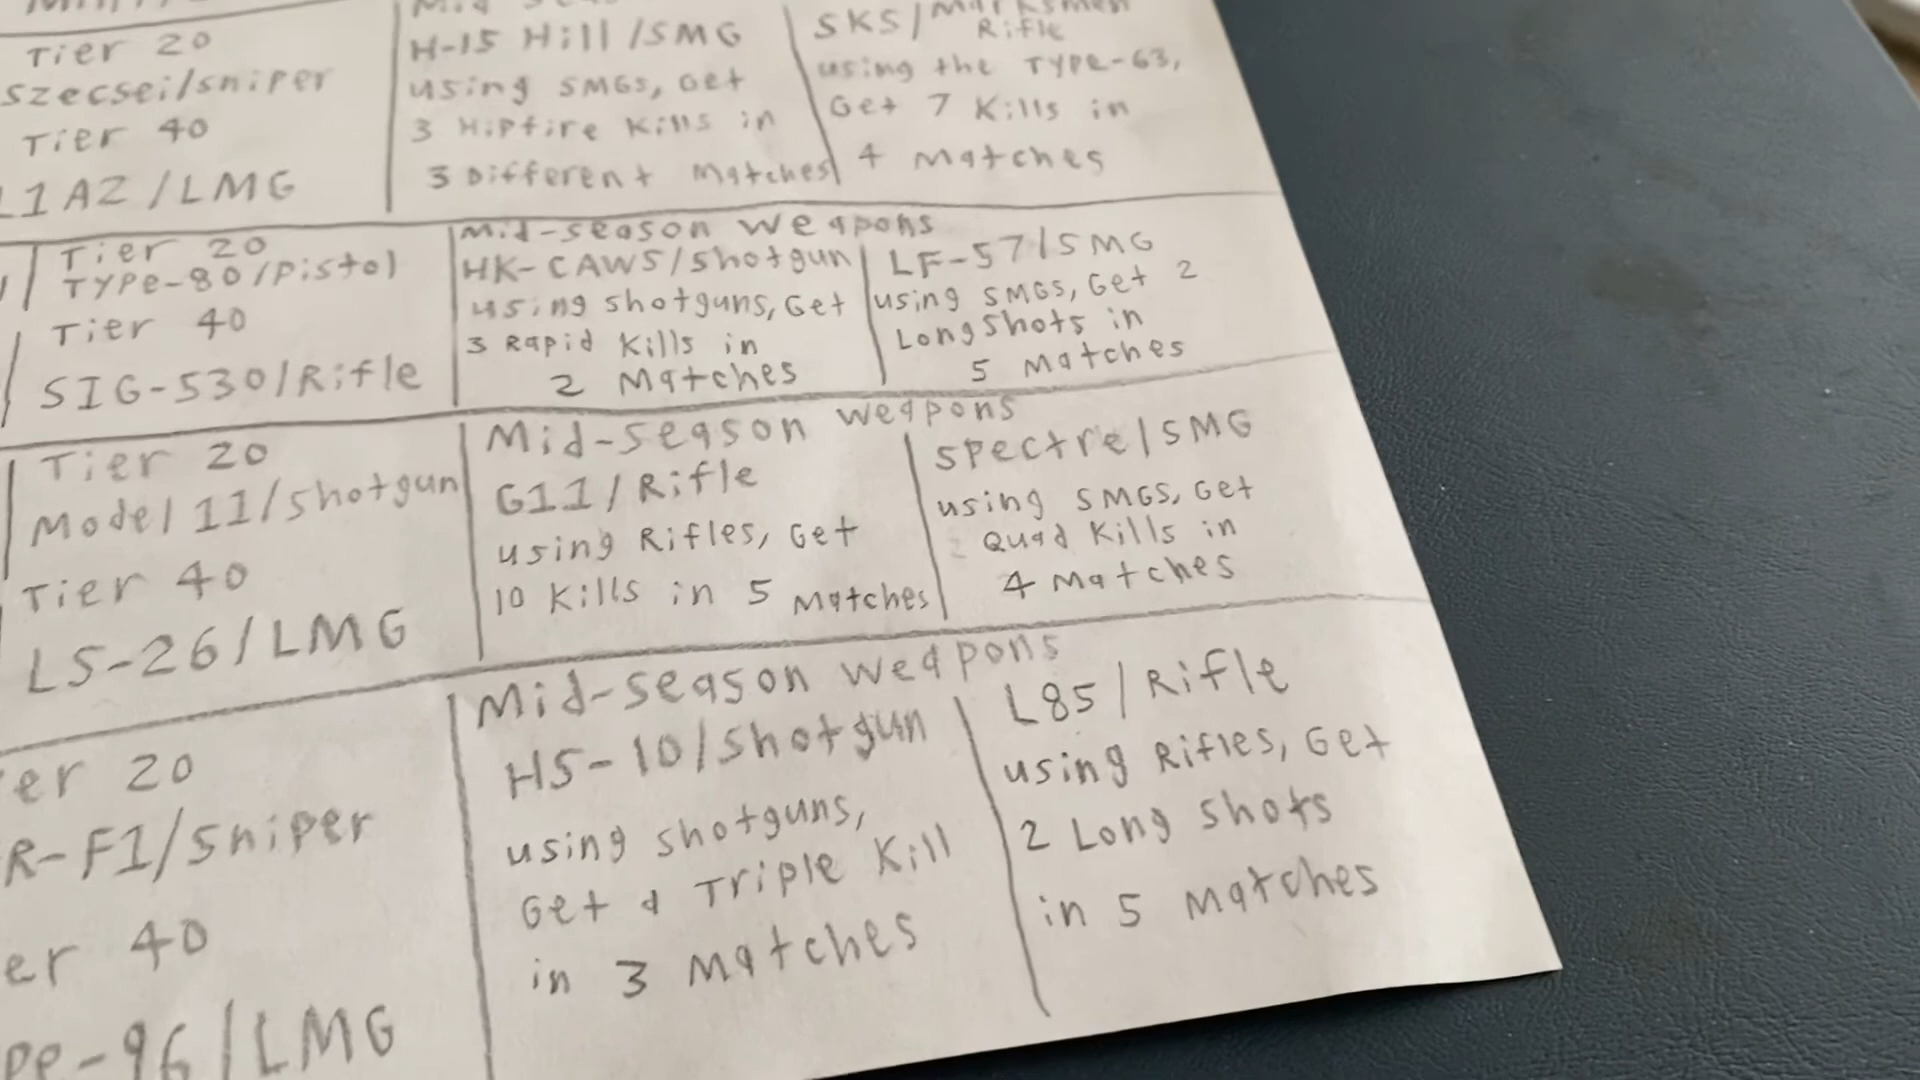 Tier 20
Szecsei/sniper
Tier 40
L1A2/LMG
H-15 Hill/SMG
using SMGs, Get
3 Hipfire Kills in
3 Different Matches
SKS/Marksmen
Rifle
using the Type-63,
Get 7 Kills in
4 Matches
Tier 20
Type-80/Pistol
Tier 40
SIG-530/Rifle
Mid-season weapons
HK-CAWS/shotgun
using shotguns, Get
3 Rapid Kills in
2 Matches
LF-57/SMG
using SMGs, Get 2
Longshots in
5 Matches
Tier 20
Model 11/shotgun
Tier 40
LS-26/LMG
Mid-season weapons
G11/Rifle
using Rifles, Get
10 Kills in 5 Matches
Spectre/SMG
using SMGs, Get
Quad Kills in
4 Matches
er 20
R-F1/Sniper
er 40
pe-96/LMG
Mid-season weapons
HS-10/Shotgun
using shotguns,
Get a Triple Kill
in 3 Matches
L85/Rifle
using Rifles, Get
2 Long shots
in 5 Matches